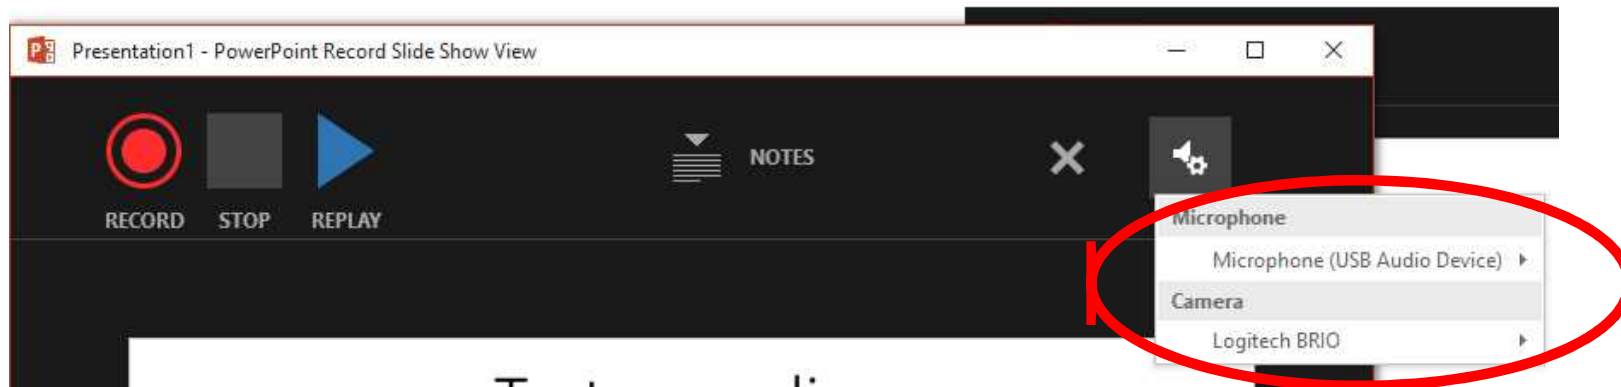 Presentation1 - PowerPoint Record Slide Show View
NOTES
RECORD STOP REPLAY
Microphone
Microphone (USB Audio Device)
Camera
Logitech BRIO